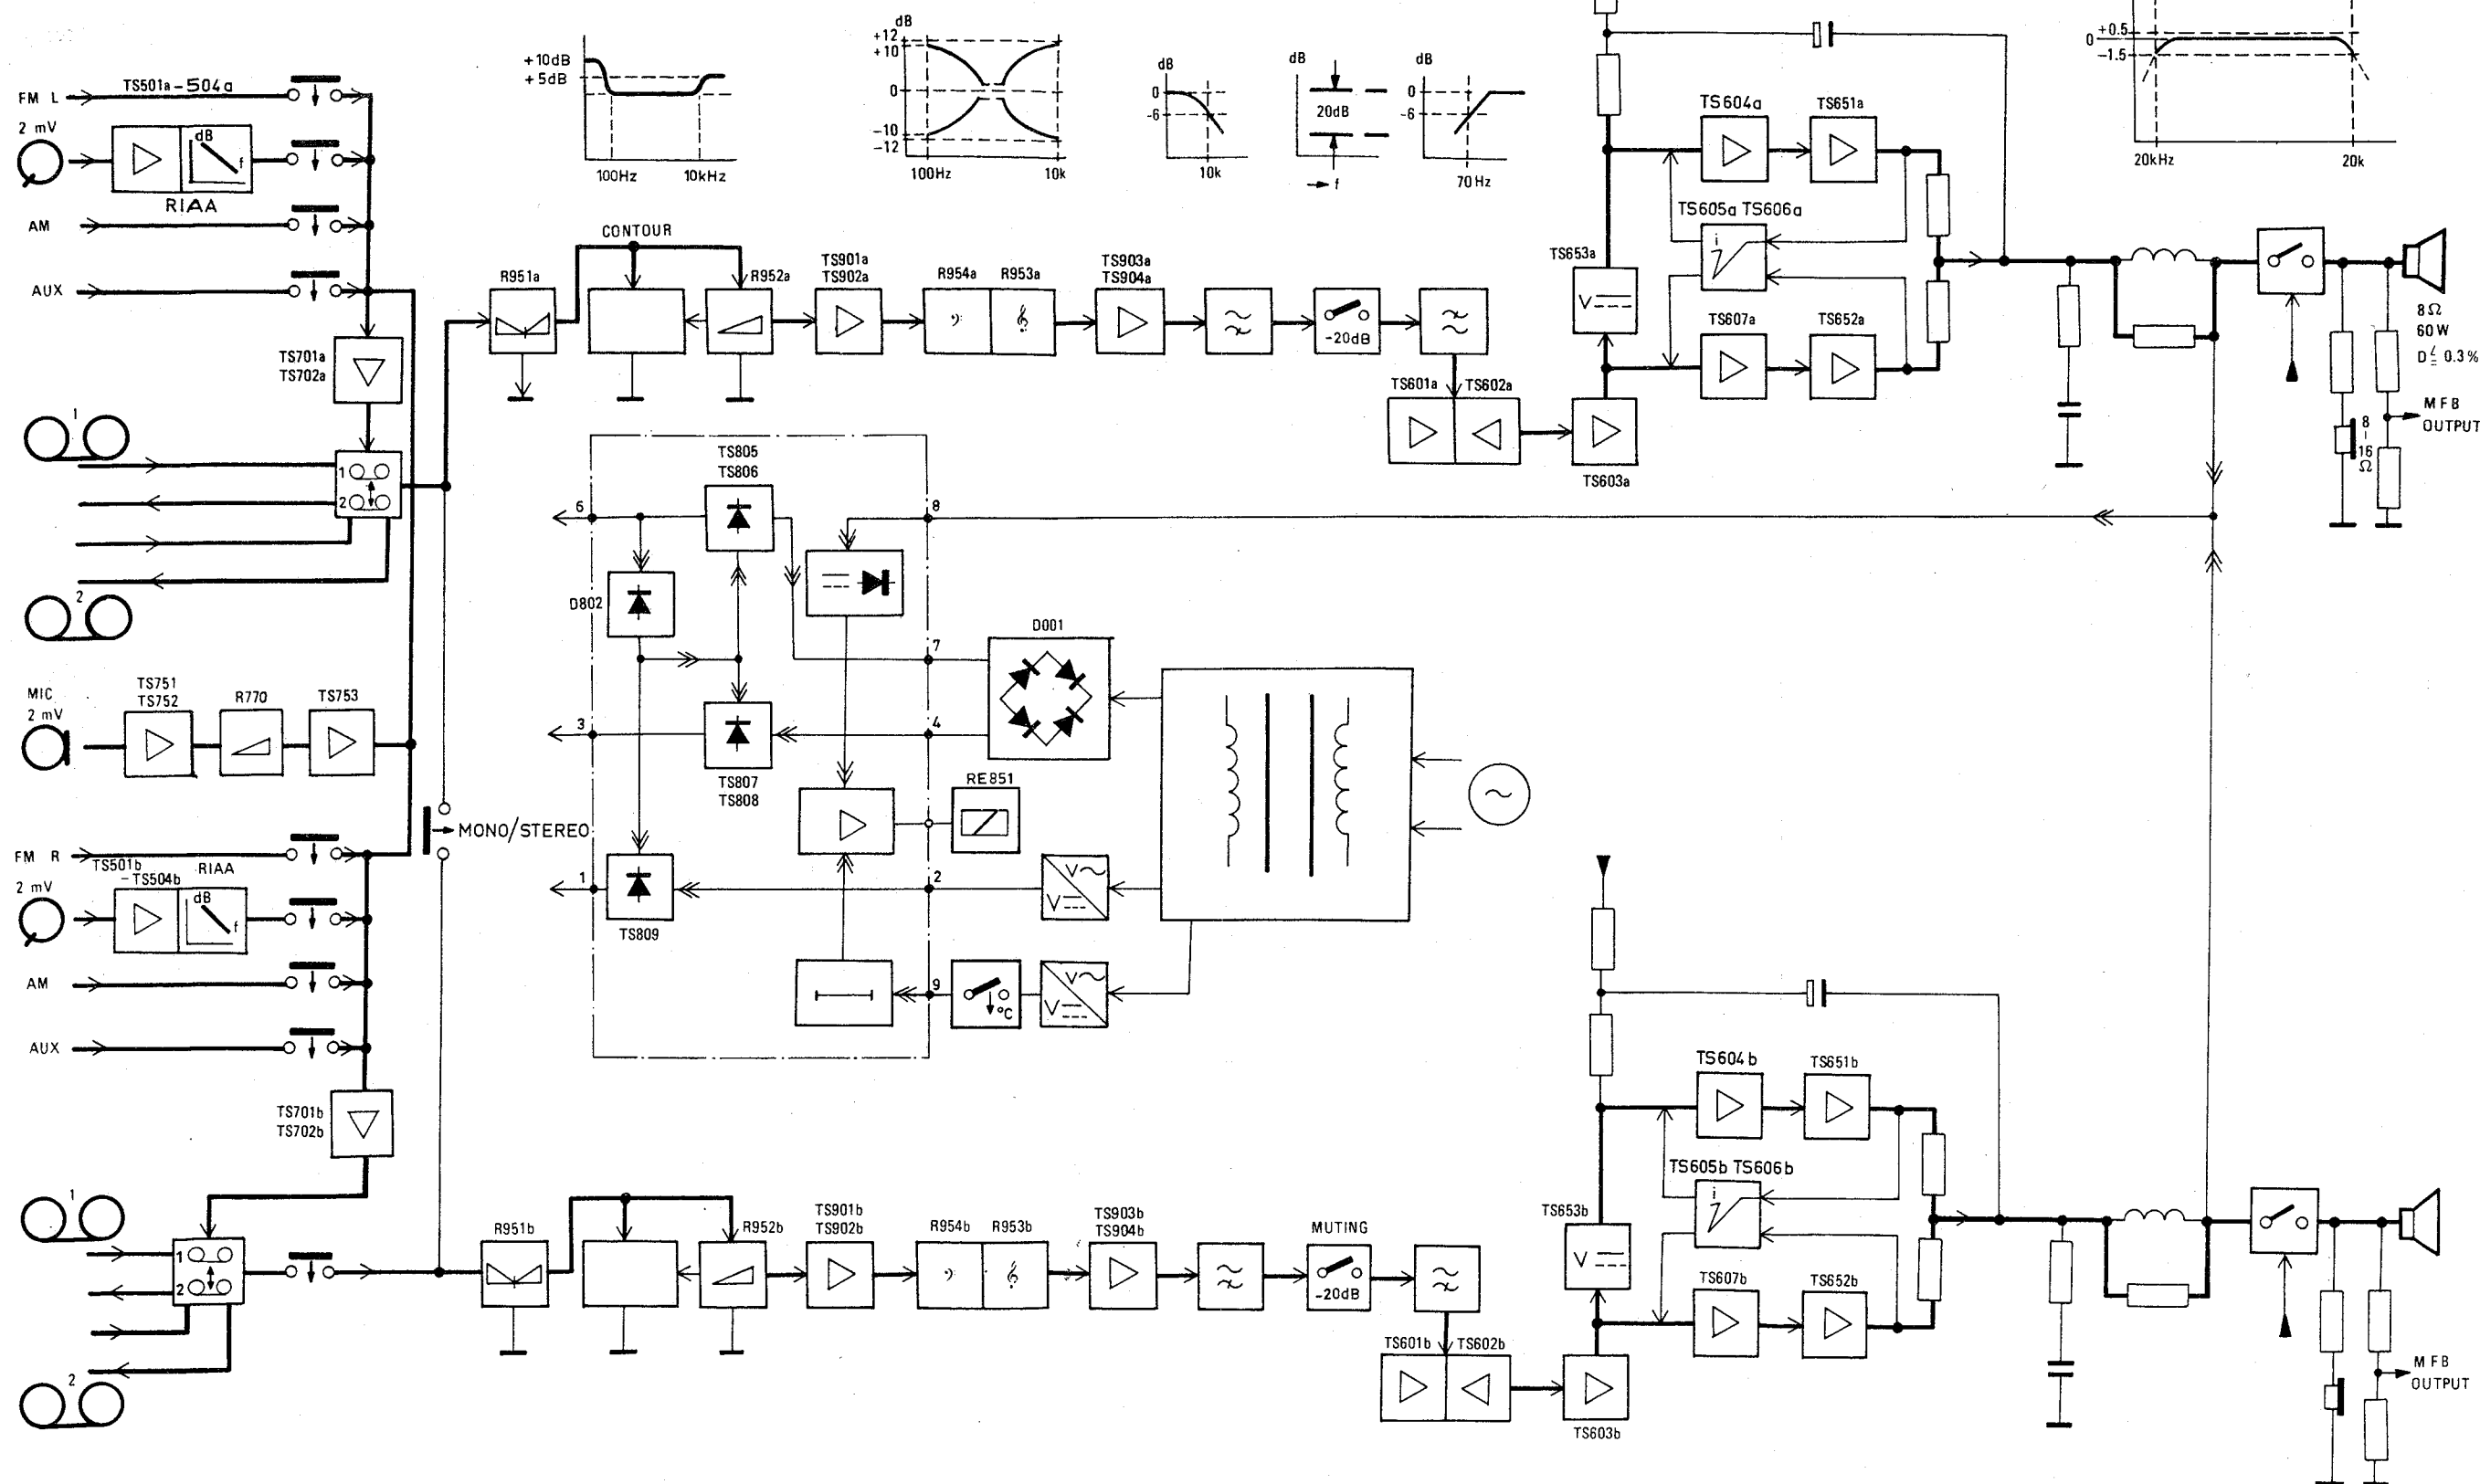 dB
+12
+10
0
-10
-12
100Hz
10k
+10dB
+5dB
100Hz
10kHz
dB
0
-6
10k
dB
20dB
f
dB
0
-6
70 Hz
+0.5
0
-1.5
20kHz
20k
FM L
TS501a-504a
2 mV
dB
f
RIAA
AM
AUX
TS701a
TS702a
1
1
2
2
CONTOUR
R951a
R952a
TS901a
TS902a
R954a
R953a
TS903a
TS904a
-20dB
TS601a
TS602a
TS603a
TS653a
V
TS604a
TS651a
TS605a TS606a
i
TS607a
TS652a
8Ω
60 W
D ≤ 0.3%
MFB
OUTPUT
8
-
16
Ω
TS805
TS806
6
8
D802
7
D001
3
4
TS807
TS808
RE851
1
2
V~
V
TS809
9
°C
V~
V
MIC
2 mV
TS751
TS752
R770
TS753
MONO/STEREO
FM R
TS501b
-TS504b
RIAA
2 mV
dB
f
AM
AUX
TS701b
TS702b
1
1
2
2
R951b
R952b
TS901b
TS902b
R954b
R953b
TS903b
TS904b
MUTING
-20dB
TS601b
TS602b
TS603b
TS653b
V
TS604b
TS651b
TS605b TS606b
i
TS607b
TS652b
MFB
OUTPUT